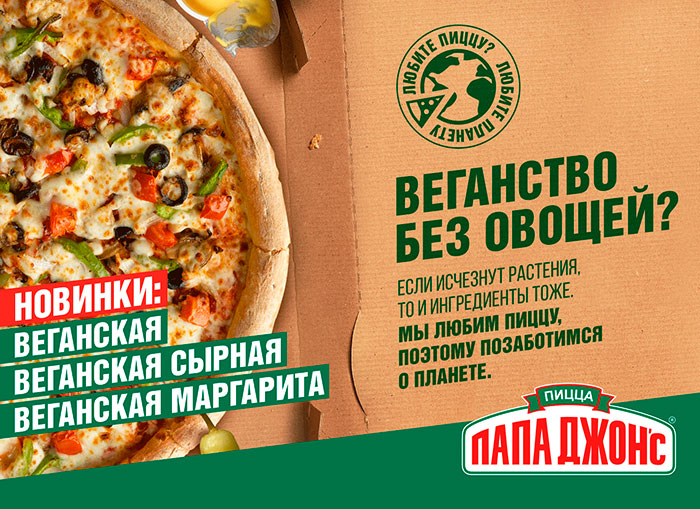 ЛЮБИТЕ ПИЦЦУ?
ЛЮБИТЕ ПЛАНЕТУ
ВЕГАНСТВО
БЕЗ ОВОЩЕЙ?
ЕСЛИ ИСЧЕЗНУТ РАСТЕНИЯ,
ТО И ИНГРЕДИЕНТЫ ТОЖЕ.
МЫ ЛЮБИМ ПИЦЦУ,
ПОЭТОМУ ПОЗАБОТИМСЯ
О ПЛАНЕТЕ.
НОВИНКИ:
ВЕГАНСКАЯ
ВЕГАНСКАЯ СЫРНАЯ
ВЕГАНСКАЯ МАРГАРИТА
ПИЦЦА
ПАПА ДЖОН'С
®